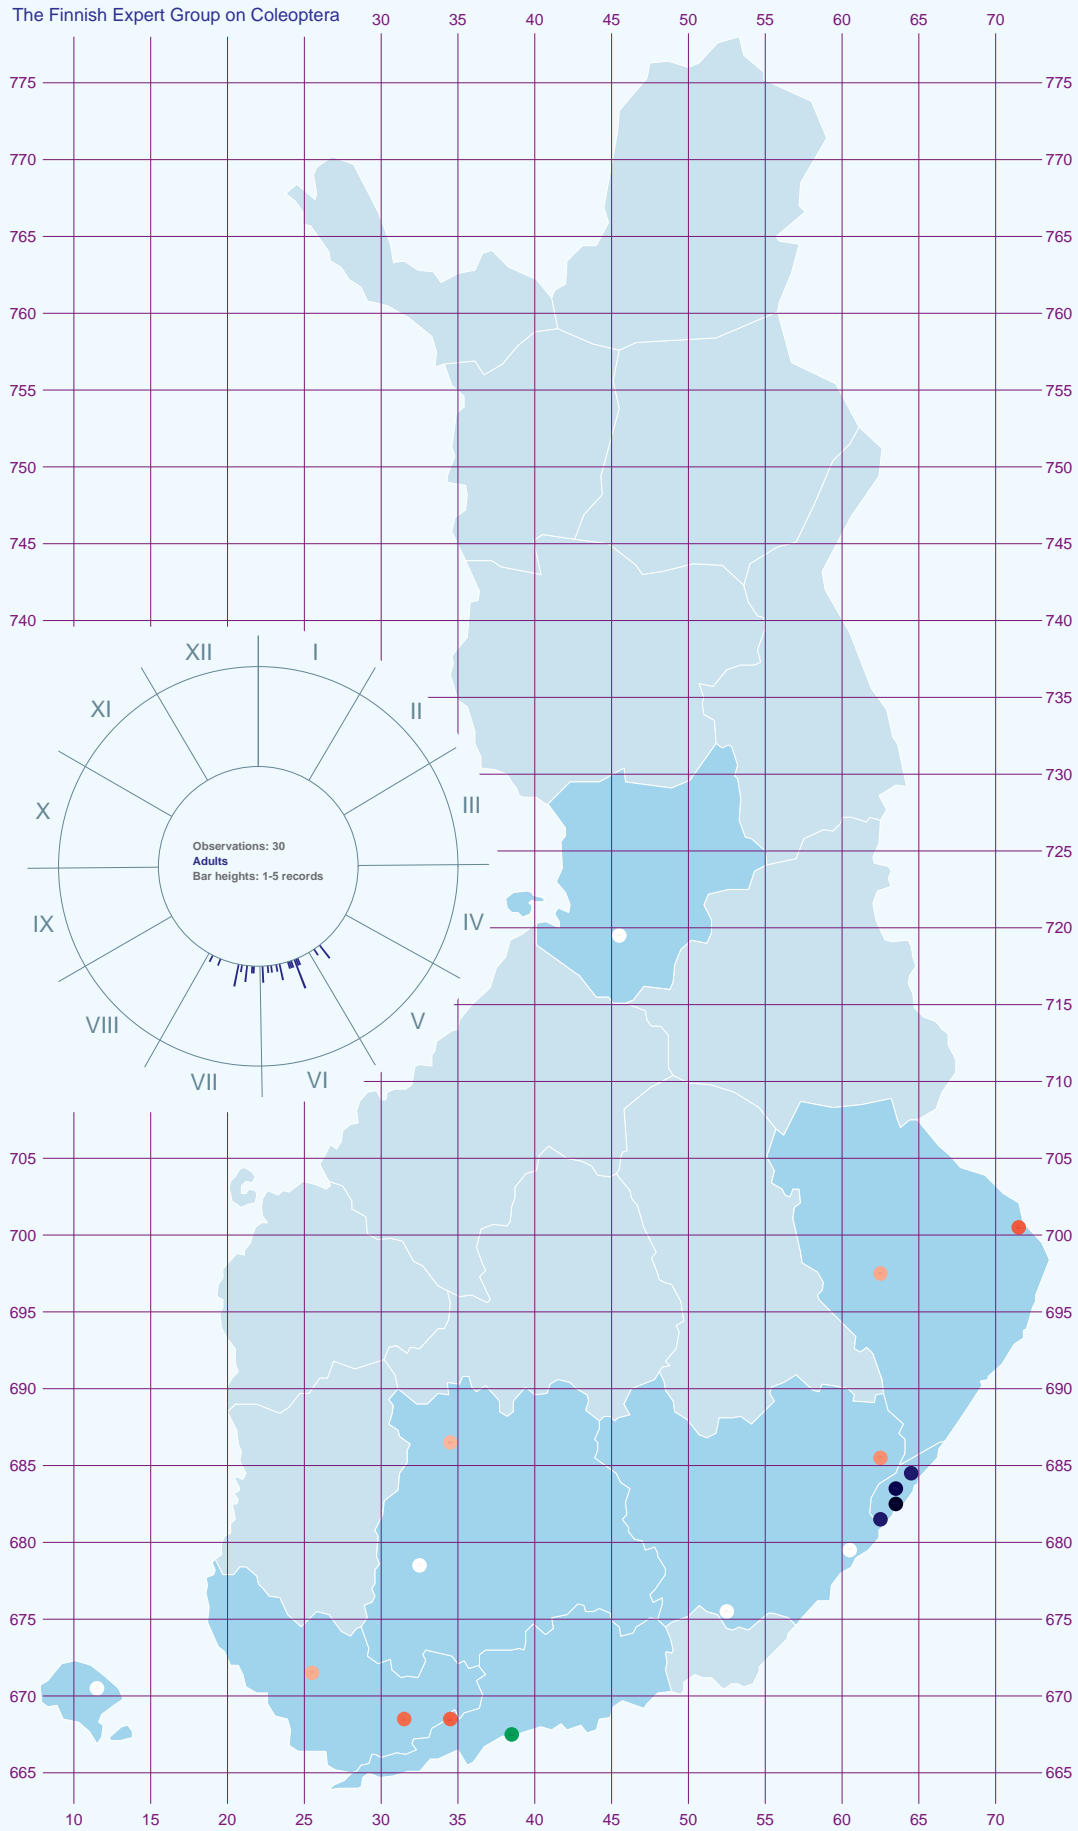 The Finnish Expert Group on Coleoptera 30 35 40 45 50 55 60 65 70
775 775
770 770
765 765
760 760
755 755
750 750
745 745
740 740
XII I
XI II
735
730
X III
Observations: 30
Adults
Bar heights: 1-5 records
725
IX IV 720 720
715
VIII V
VII VI
710
705 705
700 700
695 695
690 690
685 685
680 680
675 675
670 670
665 665
10 15 20 25 30 35 40 45 50 55 60 65 70